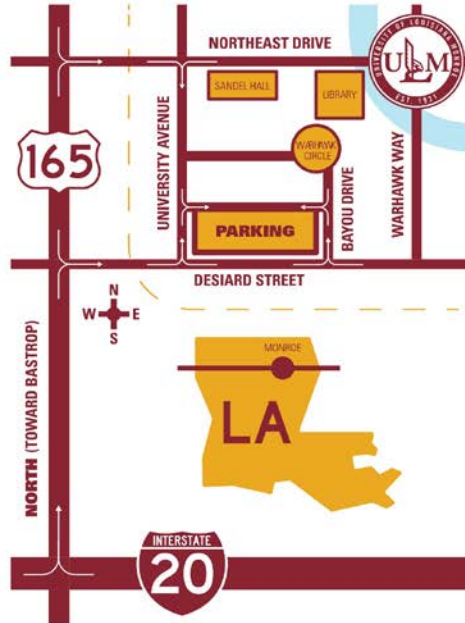 NORTHEAST DRIVE
UNIVERSITY OF LOUISIANA MONROE
ULM
EST. 1931
SANDEL HALL
LIBRARY
165
UNIVERSITY AVENUE
WARHAWK
CIRCLE
BAYOU DRIVE
WARHAWK WAY
PARKING
DESIARD STREET
N
W E
S
NORTH (TOWARD BASTROP)
MONROE
LA
INTERSTATE
20